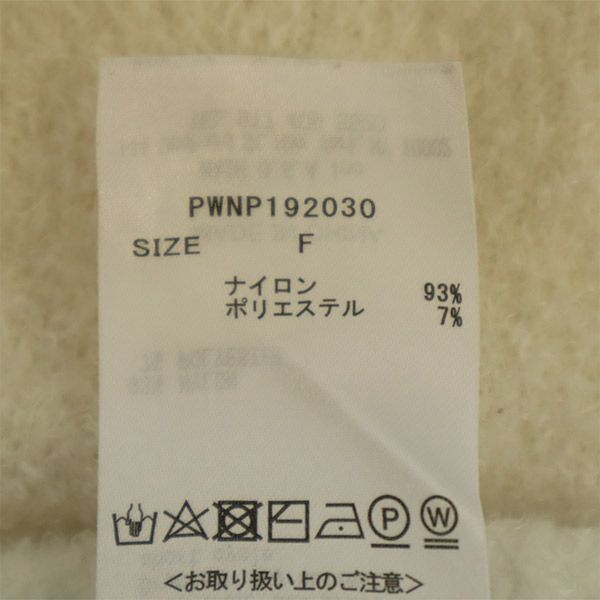 PWNP192030
SIZE F
ナイロン 93%
ポリエステル 7%
P W
＜お取り扱い上のご注意＞